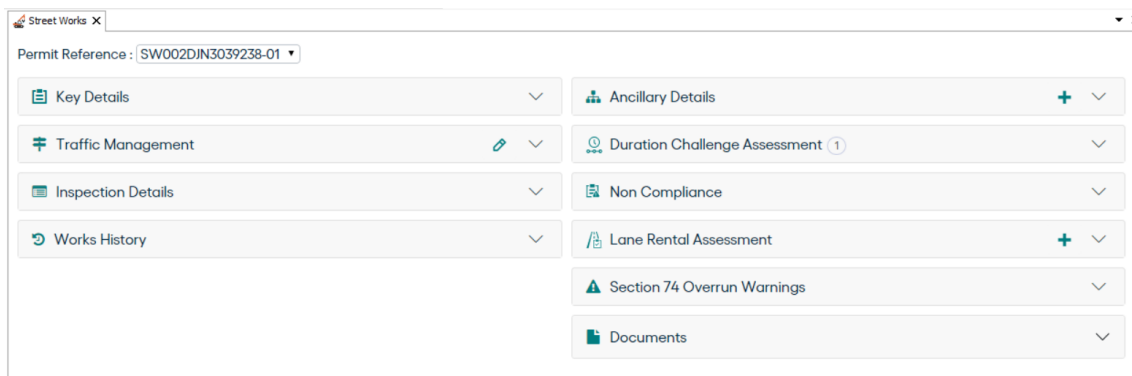 Street Works X
Permit Reference : SW002DJN3039238-01
Key Details
Traffic Management
Inspection Details
Works History
Ancillary Details
Duration Challenge Assessment 1
Non Compliance
Lane Rental Assessment
Section 74 Overrun Warnings
Documents